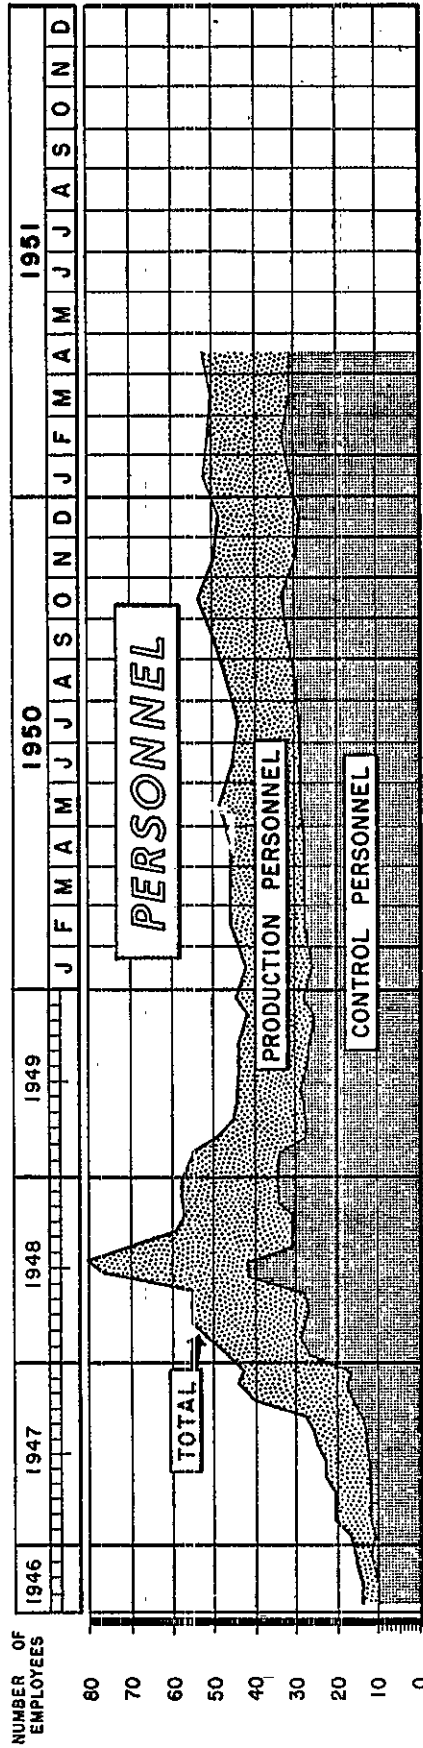 NUMBER OF
EMPLOYEES
1946 1947 1948 1949 1950 1951
J F M A M J J A S O N D J F M A M J J A S O N D
80
70
60
50
40
30
20
10
0
PERSONNEL
TOTAL
PRODUCTION PERSONNEL
CONTROL PERSONNEL